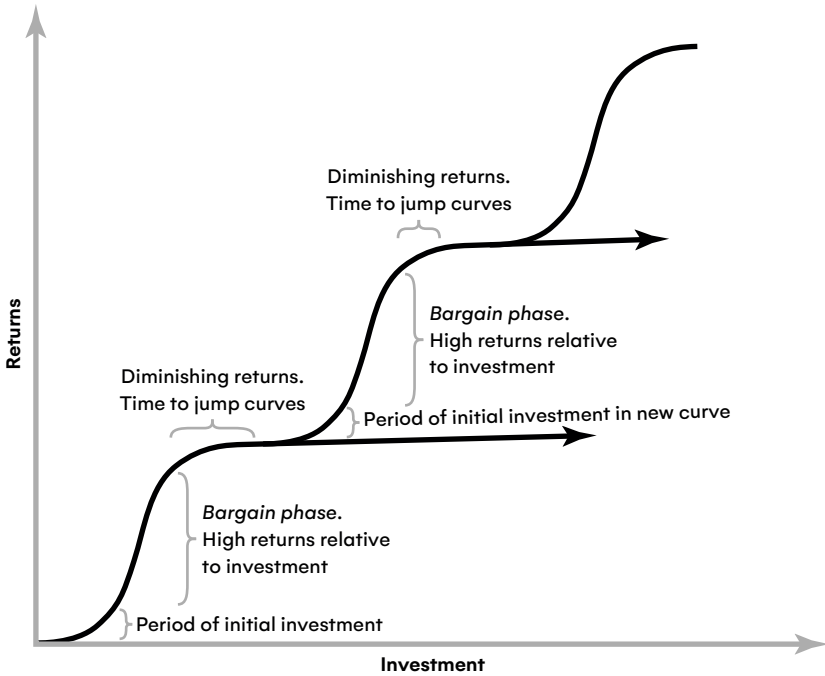 Diminishing returns.
Time to jump curves
Bargain phase.
High returns relative
to investment
Returns
Diminishing returns.
Time to jump curves
Period of initial investment in new curve
Bargain phase.
High returns relative
to investment
Period of initial investment
Investment